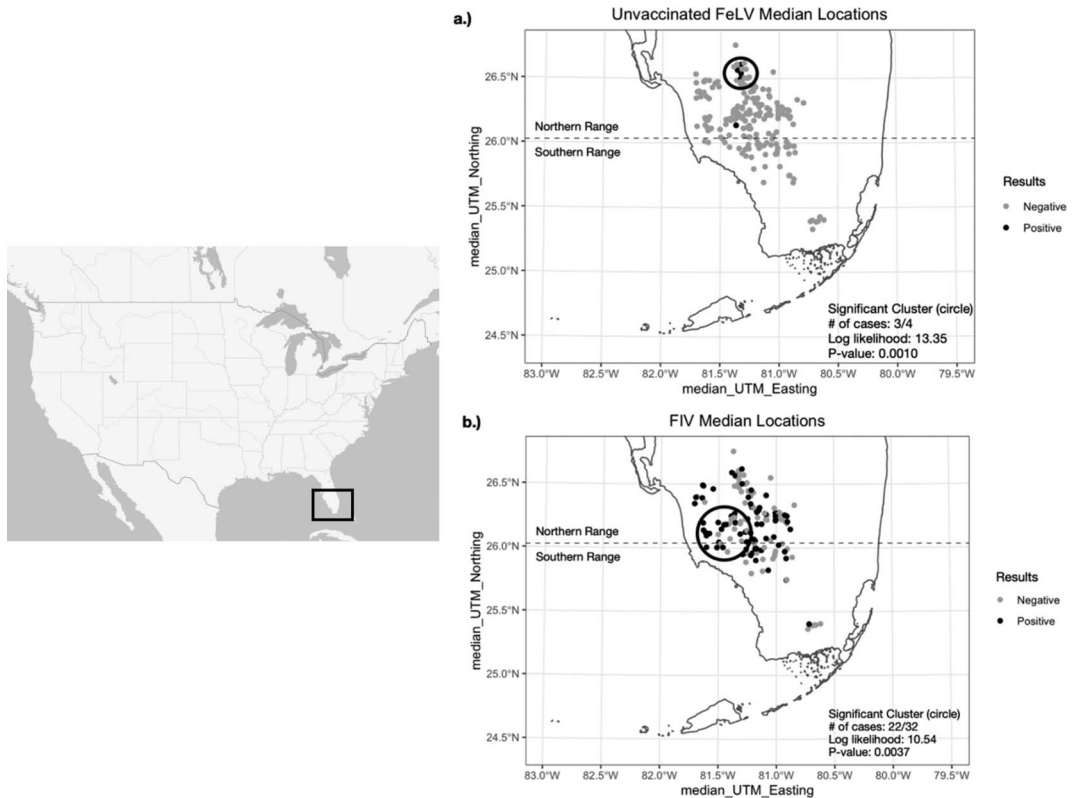 a.)
Unvaccinated FeLV Median Locations
26.5°N
Northern Range
26.0°N
Southern Range
25.5°N
25.0°N
24.5°N
median_UTM_Northing
Significant Cluster (circle)
# of cases: 3/4
Log likelihood: 13.35
P-value: 0.0010
83.0°W 82.5°W 82.0°W 81.5°W 81.0°W 80.5°W 80.0°W 79.5°W
median_UTM_Easting
Results
Negative
Positive
b.)
FIV Median Locations
26.5°N
Northern Range
26.0°N
Southern Range
25.5°N
25.0°N
24.5°N
median_UTM_Northing
Significant Cluster (circle)
# of cases: 22/32
Log likelihood: 10.54
P-value: 0.0037
83.0°W 82.5°W 82.0°W 81.5°W 81.0°W 80.5°W 80.0°W 79.5°W
median_UTM_Easting
Results
Negative
Positive